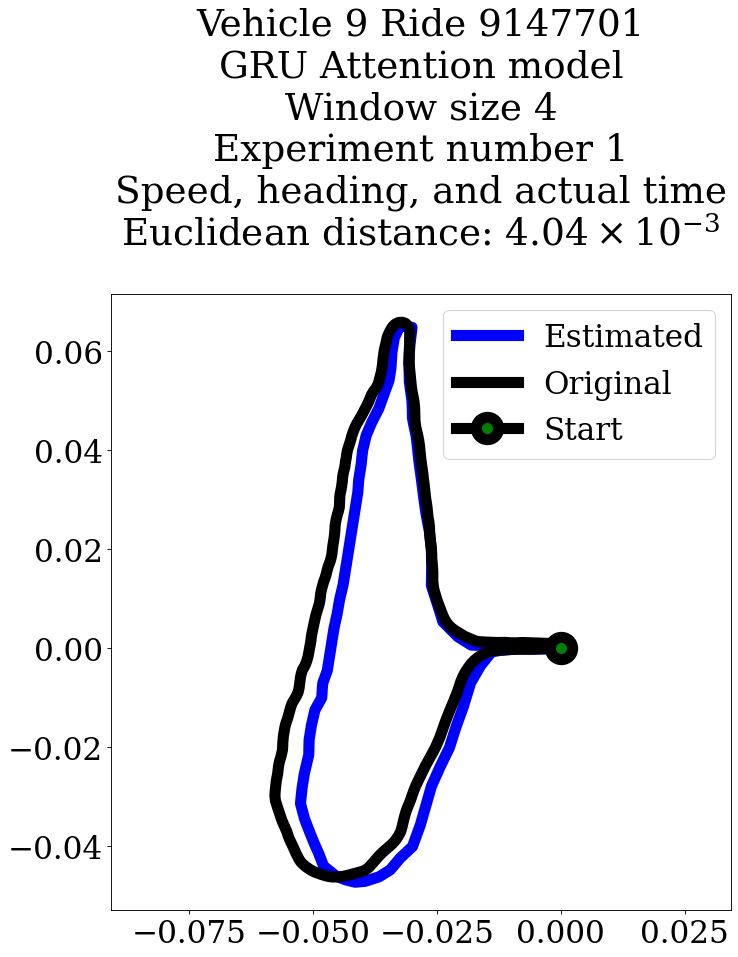 Vehicle 9 Ride 9147701
GRU Attention model
Window size 4
Experiment number 1
Speed, heading, and actual time
Euclidean distance: 4.04 × 10⁻³
Estimated
Original
Start
0.06
0.04
0.02
0.00
−0.02
−0.04
−0.075 −0.050 −0.025 0.000 0.025